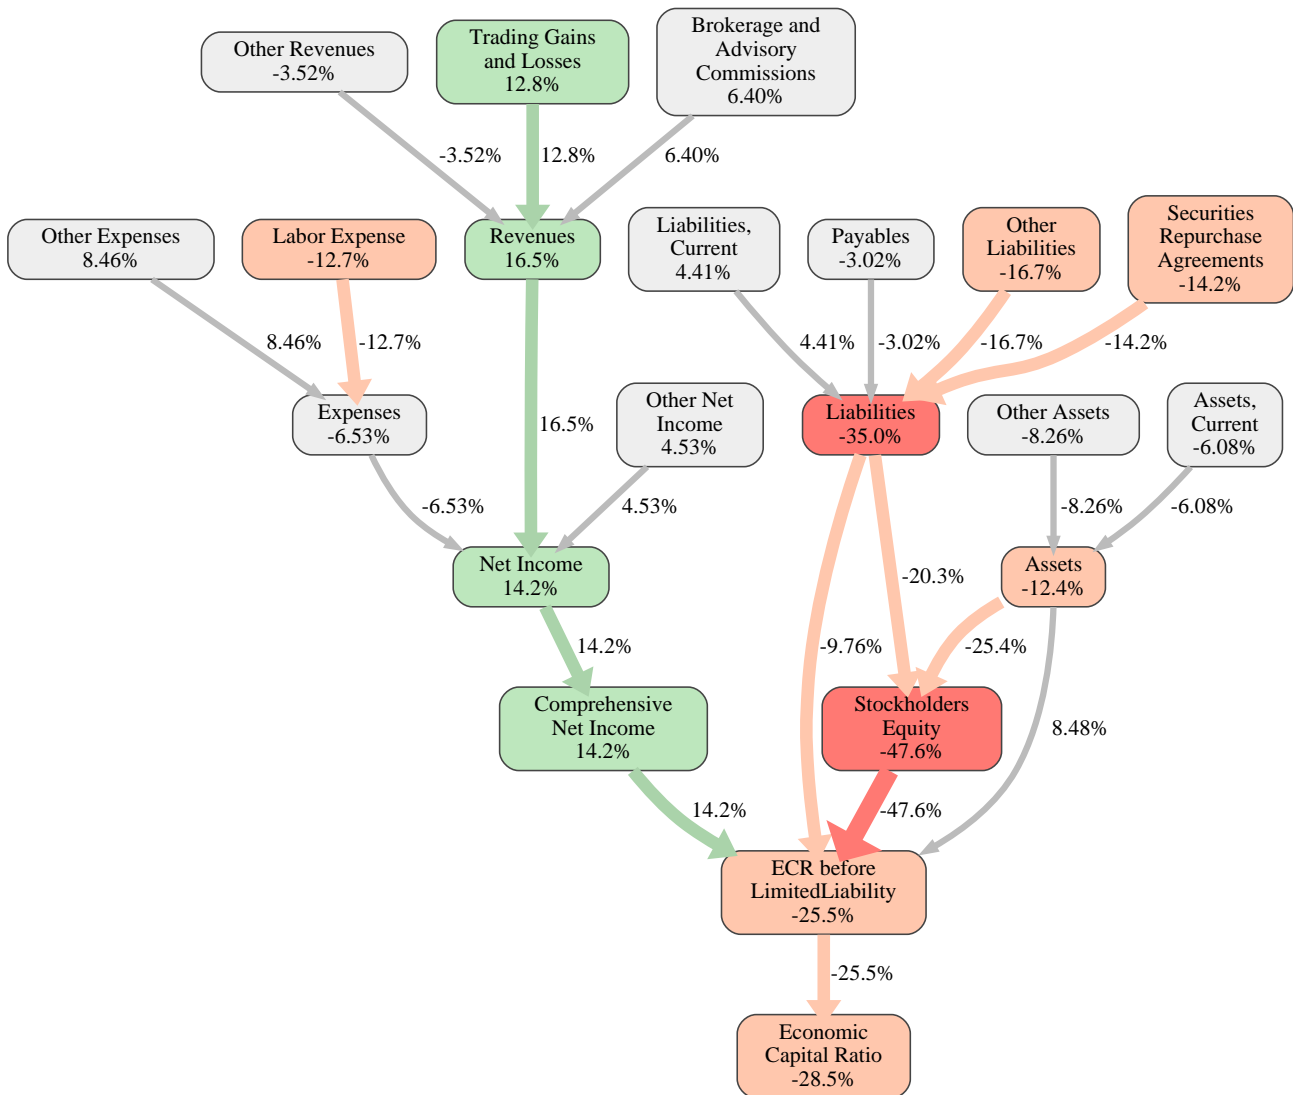 Other Revenues
-3.52%
Trading Gains
and Losses
12.8%
Brokerage and
Advisory
Commissions
6.40%
-3.52%
12.8%
6.40%
Other Expenses
8.46%
Labor Expense
-12.7%
Revenues
16.5%
Liabilities,
Current
4.41%
Payables
-3.02%
Other
Liabilities
-16.7%
Securities
Repurchase
Agreements
-14.2%
8.46%
-12.7%
4.41%
-3.02%
-16.7%
-14.2%
Expenses
-6.53%
16.5%
Other Net
Income
4.53%
Liabilities
-35.0%
Other Assets
-8.26%
Assets,
Current
-6.08%
-6.53%
4.53%
-8.26%
-6.08%
Net Income
14.2%
-20.3%
Assets
-12.4%
14.2%
-9.76%
-25.4%
Comprehensive
Net Income
14.2%
Stockholders
Equity
-47.6%
8.48%
14.2%
-47.6%
ECR before
LimitedLiability
-25.5%
-25.5%
Economic
Capital Ratio
-28.5%